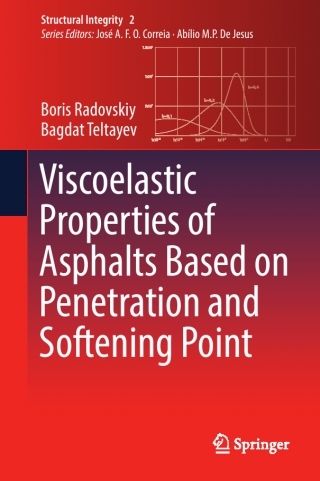 Structural Integrity 2
Series Editors: José A. F. O. Correia · Abílio M.P. De Jesus
Boris Radovskiy
Bagdat Teltayev
Viscoelastic
Properties of
Asphalts Based on
Penetration and
Softening Point
Springer